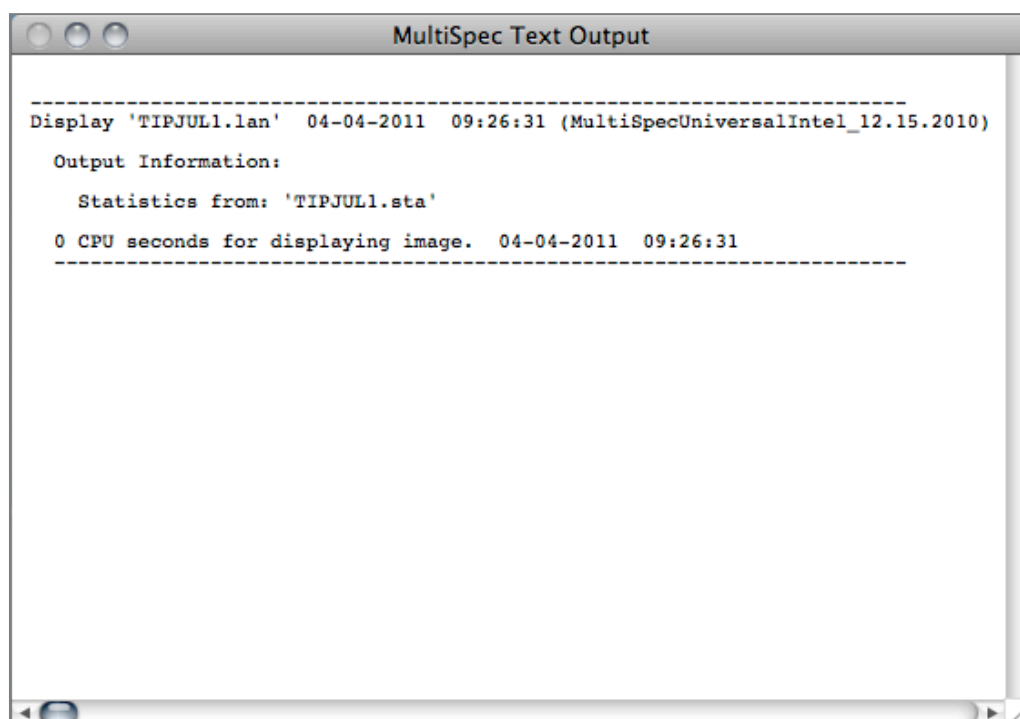 MultiSpec Text Output
-------------------------------------------------------------------------
Display 'TIPJUL1.lan'  04-04-2011  09:26:31 (MultiSpecUniversalIntel_12.15.2010)
Output Information:
Statistics from: 'TIPJUL1.sta'
0 CPU seconds for displaying image.  04-04-2011  09:26:31
-----------------------------------------------------------------------